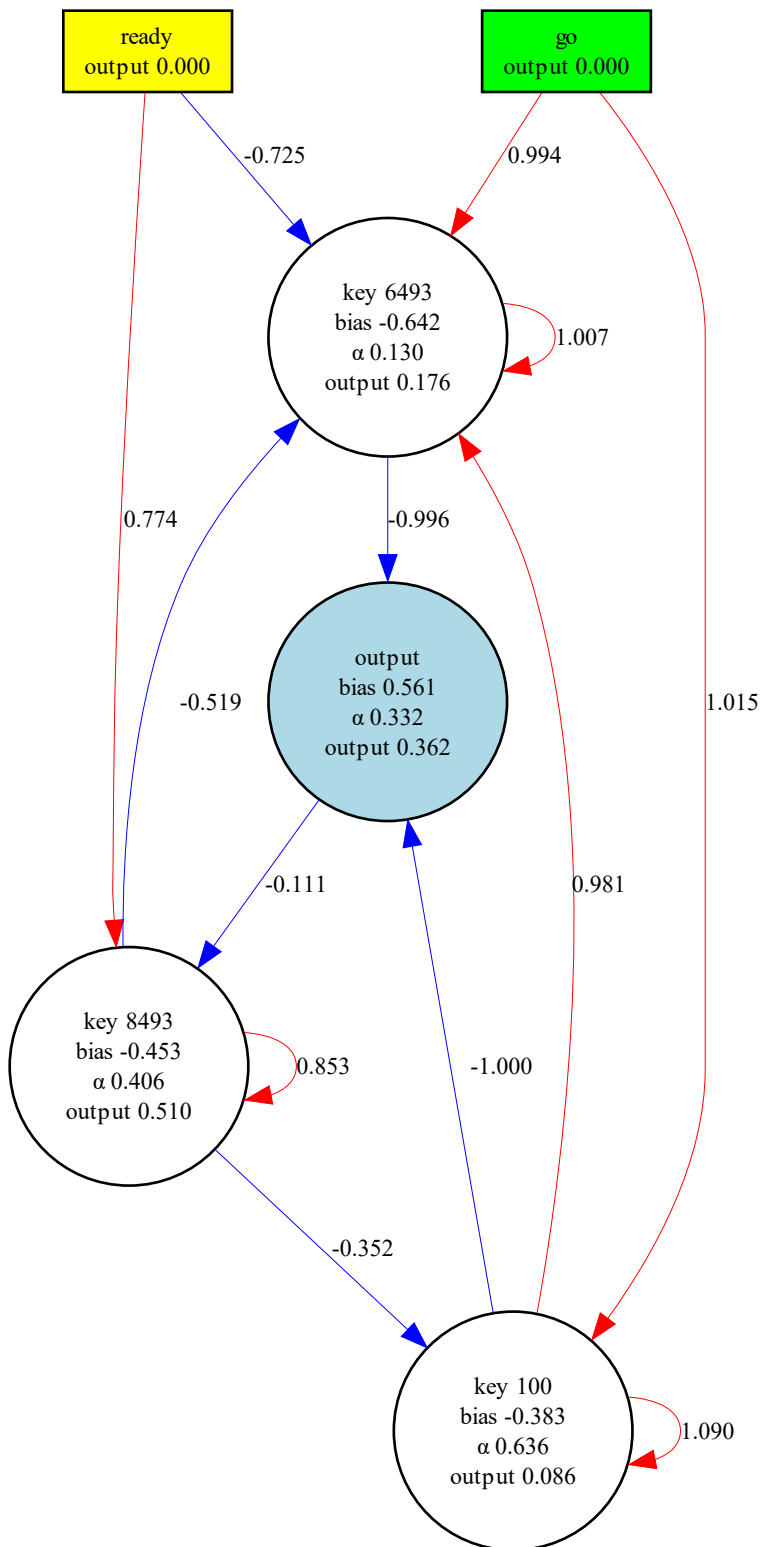 ready
output 0.000
go
output 0.000
-0.725
0.994
key 6493
bias -0.642
α 0.130
output 0.176
1.007
0.774
-0.996
-0.519
output
bias 0.561
α 0.332
output 0.362
1.015
-0.111
0.981
key 8493
bias -0.453
α 0.406
output 0.510
0.853
-1.000
-0.352
key 100
bias -0.383
α 0.636
output 0.086
1.090